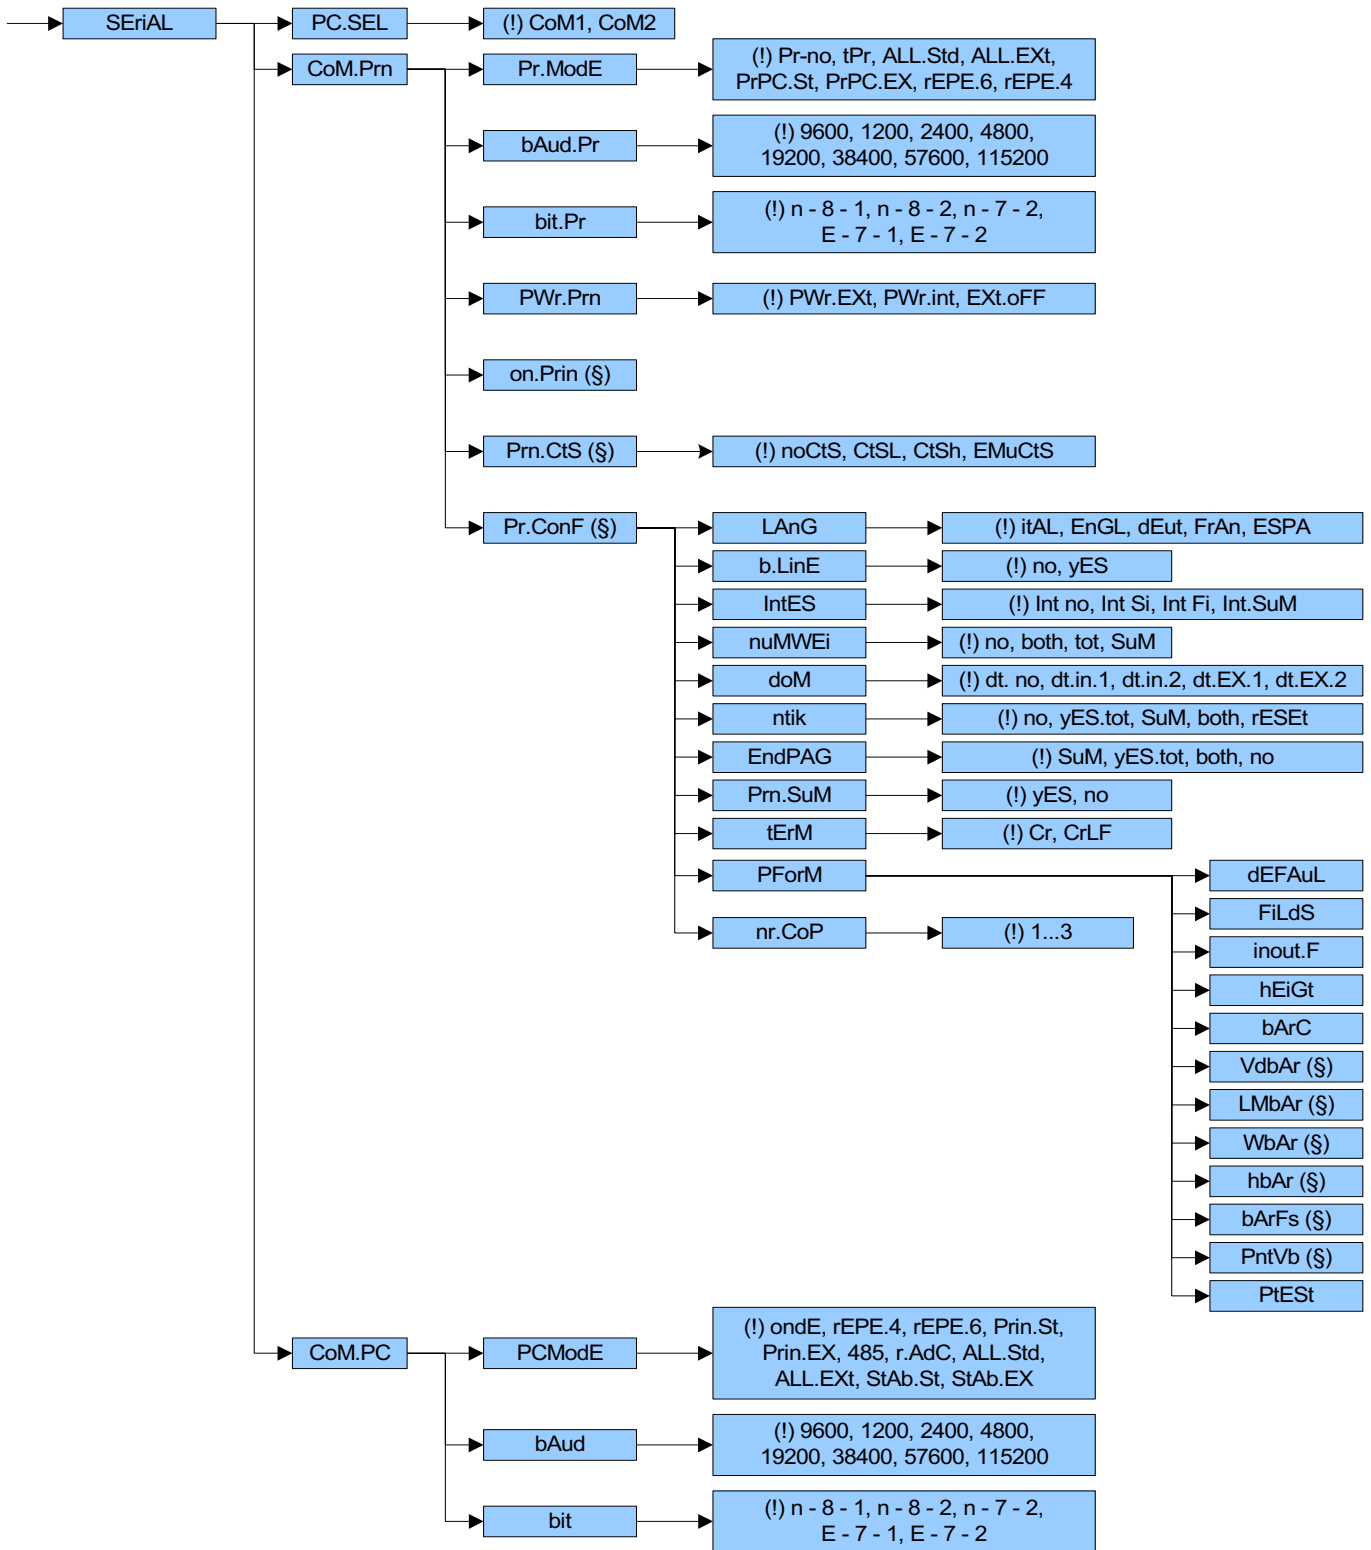 SEriAL
PC.SEL
(!) CoM1, CoM2
CoM.Prn
Pr.ModE
(!) Pr-no, tPr, ALL.Std, ALL.EXt,
PrPC.St, PrPC.EX, rEPE.6, rEPE.4
bAud.Pr
(!) 9600, 1200, 2400, 4800,
19200, 38400, 57600, 115200
bit.Pr
(!) n - 8 - 1, n - 8 - 2, n - 7 - 2,
E - 7 - 1, E - 7 - 2
PWr.Prn
(!) PWr.EXt, PWr.int, EXt.oFF
on.Prin (§)
Prn.CtS (§)
(!) noCtS, CtSL, CtSh, EMuCtS
Pr.ConF (§)
LAnG
(!) itAL, EnGL, dEut, FrAn, ESPA
b.LinE
(!) no, yES
IntES
(!) Int no, Int Si, Int Fi, Int.SuM
nuMWEi
(!) no, both, tot, SuM
doM
(!) dt. no, dt.in.1, dt.in.2, dt.EX.1, dt.EX.2
ntik
(!) no, yES.tot, SuM, both, rESEt
EndPAG
(!) SuM, yES.tot, both, no
Prn.SuM
(!) yES, no
tErM
(!) Cr, CrLF
PForM
dEFAuL
FiLdS
nr.CoP
(!) 1...3
inout.F
hEiGt
bArC
VdbAr (§)
LMbAr (§)
WbAr (§)
hbAr (§)
bArFs (§)
PntVb (§)
PtESt
CoM.PC
PCModE
(!) ondE, rEPE.4, rEPE.6, Prin.St,
Prin.EX, 485, r.AdC, ALL.Std,
ALL.EXt, StAb.St, StAb.EX
bAud
(!) 9600, 1200, 2400, 4800,
19200, 38400, 57600, 115200
bit
(!) n - 8 - 1, n - 8 - 2, n - 7 - 2,
E - 7 - 1, E - 7 - 2